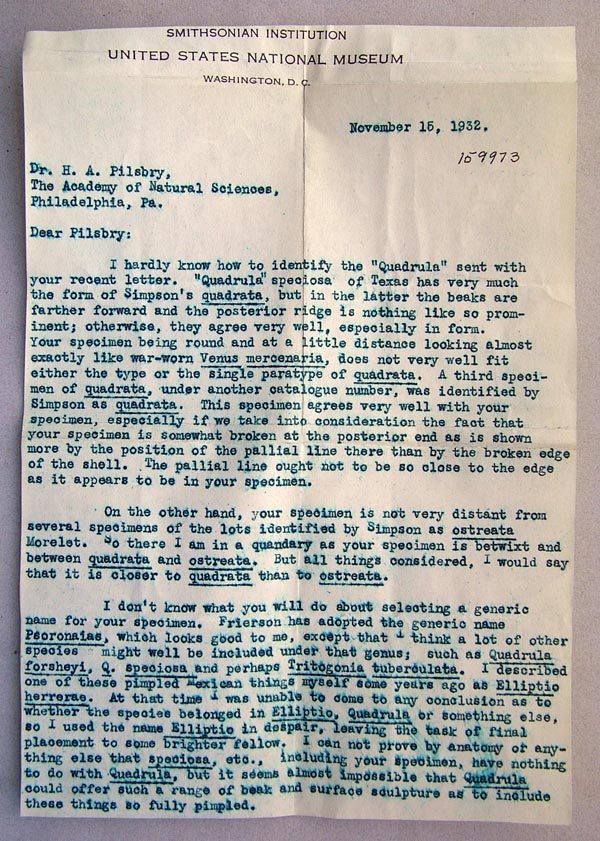 SMITHSONIAN INSTITUTION
UNITED STATES NATIONAL MUSEUM
WASHINGTON, D. C.
November 15, 1932.
159973
Dr. H. A. Pilsbry,
The Academy of Natural Sciences,
Philadelphia, Pa.
Dear Pilsbry:
I hardly know how to identify the "Quadrula" sent with
your recent letter. "Quadrula" speciosa of Texas has very much
the form of Simpson's quadrata, but in the latter the beaks are
farther forward and the posterior ridge is nothing like so prom-
inent; otherwise, they agree very well, especially in form.
Your specimen being round and at a little distance looking almost
exactly like war-worn Venus mercenaria, does not very well fit
either the type or the single paratype of quadrata. A third speci-
men of quadrata, under another catalogue number, was identified by
Simpson as quadrata. This specimen agrees very well with your
specimen, especially if we take into consideration the fact that
your specimen is somewhat broken at the posterior end as is shown
more by the position of the pallial line there than by the broken edge
of the shell. The pallial line ought not to be so close to the edge
as it appears to be in your specimen.
On the other hand, your specimen is not very distant from
several specimens of the lots identified by Simpson as ostreata
Morelet. So there I am in a quandary as your specimen is betwixt and
between quadrata and ostreata. But all things considered, I would say
that it is closer to quadrata than to ostreata.
I don't know what you will do about selecting a generic
name for your specimen. Frierson has adopted the generic name
Psoronaias, which looks good to me, except that I think a lot of other
species might well be included under that genus; such as Quadrula
forsheyi, Q. speciosa and perhaps Tritogonia tuberculata. I described
one of these pimpled Mexican things myself some years ago as Elliptio
herrerae. At that time I was unable to come to any conclusion as to
whether the species belonged in Elliptio, Quadrula or something else,
so I used the name Elliptio in despair, leaving the task of final
placement to some brighter fellow. I can not prove by anatomy or any-
thing else that speciosa, etc., including your specimen, have nothing
to do with Quadrula, but it seems almost impossible that Quadrula
could offer such a range of beak and surface sculpture as to include
these things so fully pimpled.